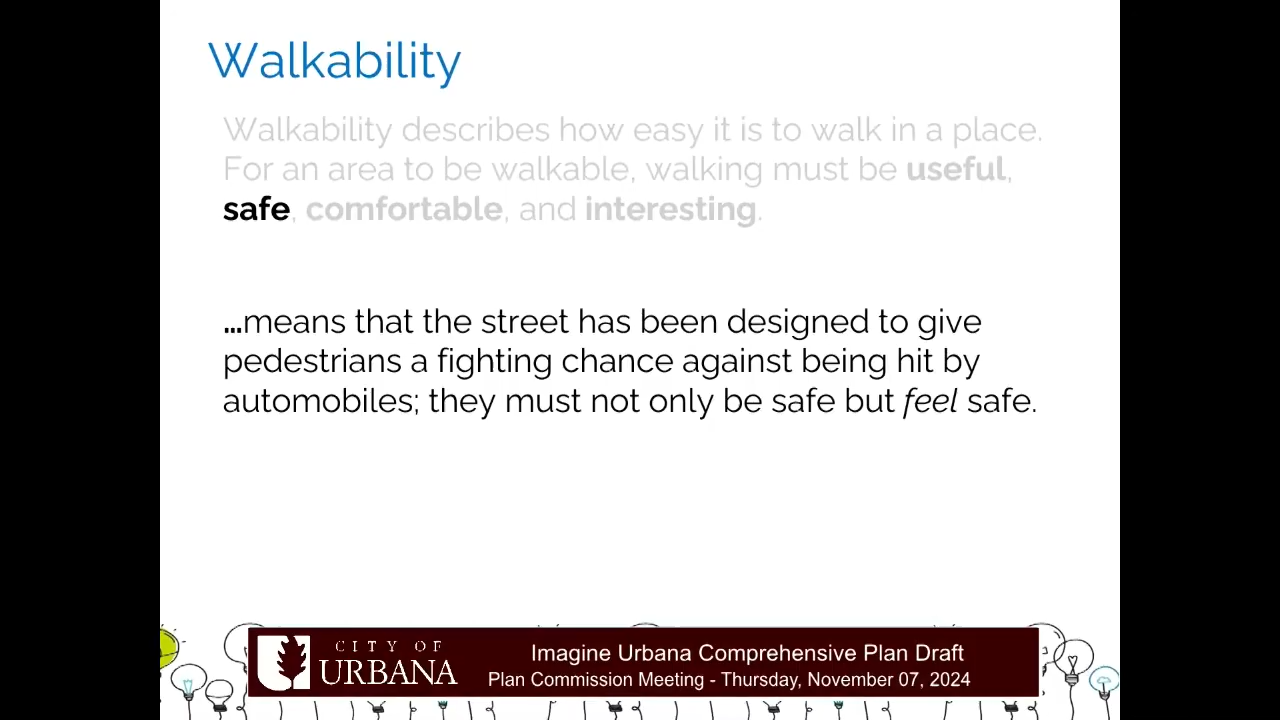 Walkability
Walkability describes how easy it is to walk in a place.
For an area to be walkable, walking must be useful,
safe, comfortable, and interesting.
…means that the street has been designed to give
pedestrians a fighting chance against being hit by
automobiles; they must not only be safe but feel safe.
CITY OF
URBANA
Imagine Urbana Comprehensive Plan Draft
Plan Commission Meeting - Thursday, November 07, 2024